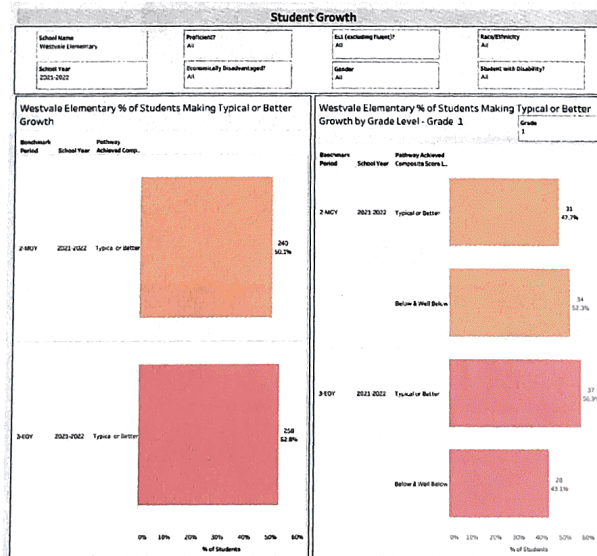 Student Growth
School Name
Westvale Elementary
Proficient?
All
EL1 (excluding Fluent)?
All
Race/Ethnicity
All
School Year
2021-2022
Economically Disadvantaged?
All
Gender
All
Student with Disability?
All
Westvale Elementary % of Students Making Typical or Better
Growth
Benchmark
Period
School Year
Pathway
Achieved Comp..
2-MOY
2021-2022
Typical or Better
240
50.1%
3-EOY
2021-2022
Typical or Better
258
52.8%
0% 10% 20% 30% 40% 50% 60%
% of Students
Westvale Elementary % of Students Making Typical or Better
Growth by Grade Level - Grade 1
Grade
1
Benchmark
Period
School Year
Pathway Achieved
Composite Score L..
2-MOY
2021-2022
Typical or Better
31
47.7%
Below & Well Below
34
52.3%
3-EOY
2021-2022
Typical or Better
37
56.9%
Below & Well Below
28
43.1%
0% 10% 20% 30% 40% 50% 60%
% of Students